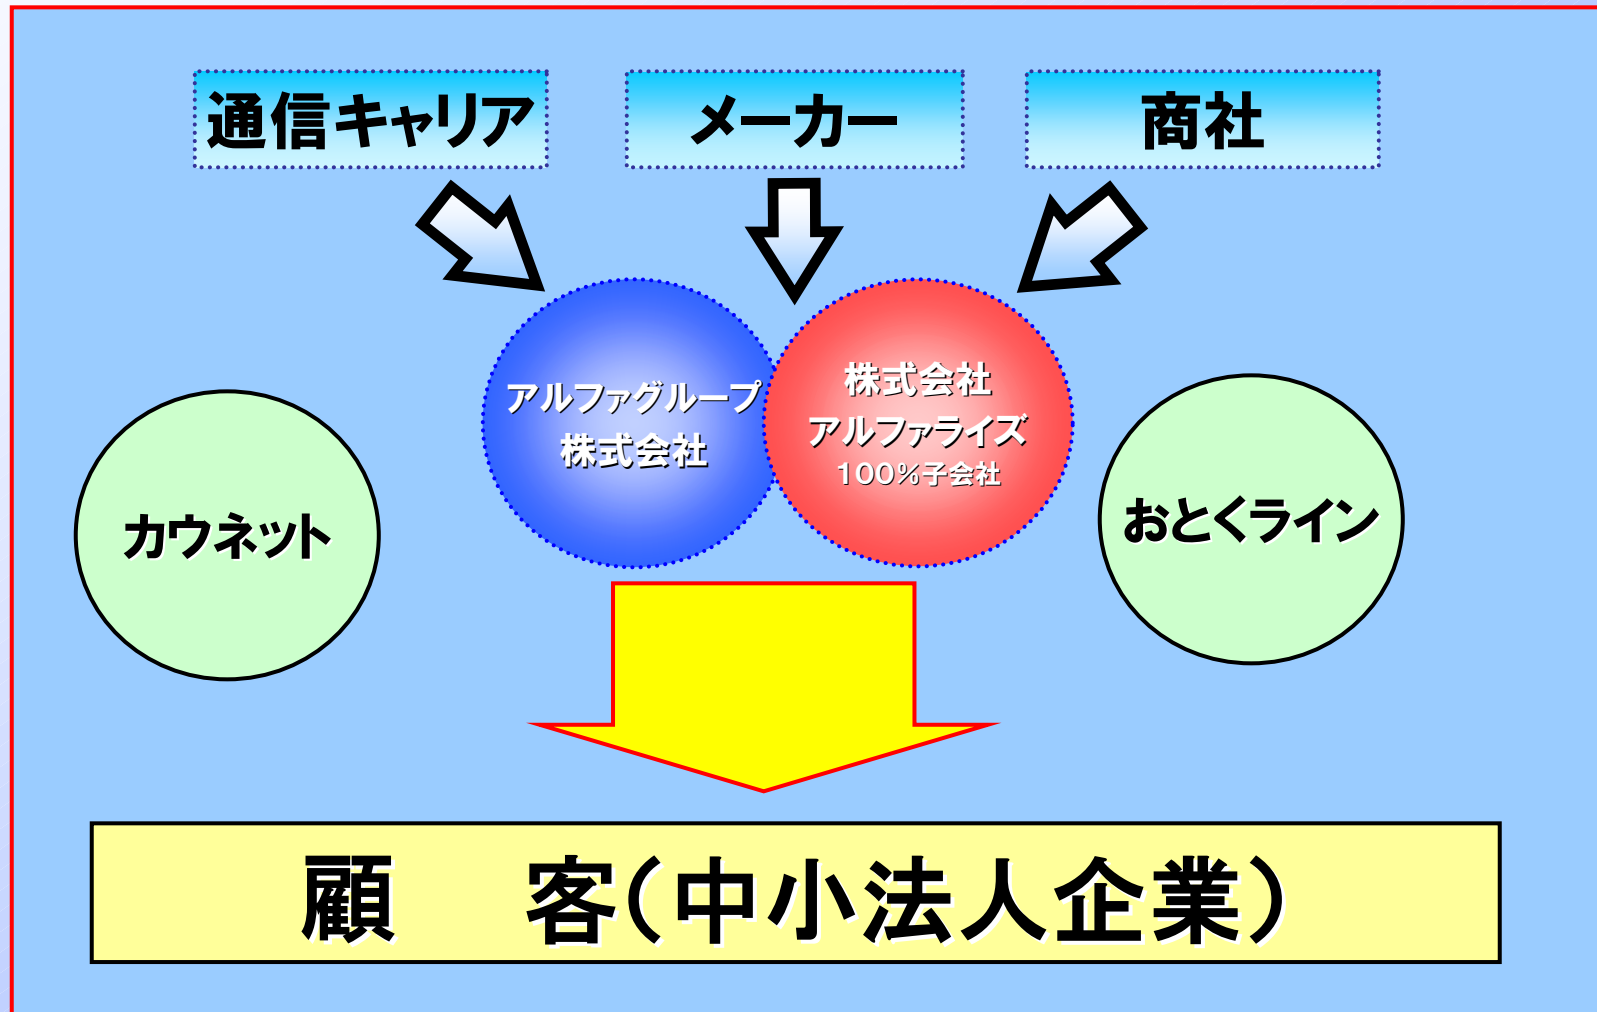 通信キャリア
メーカー
商社
アルファグループ
株式会社
株式会社
アルファライズ
100%子会社
カウネット
おとくライン
顧　客(中小法人企業)